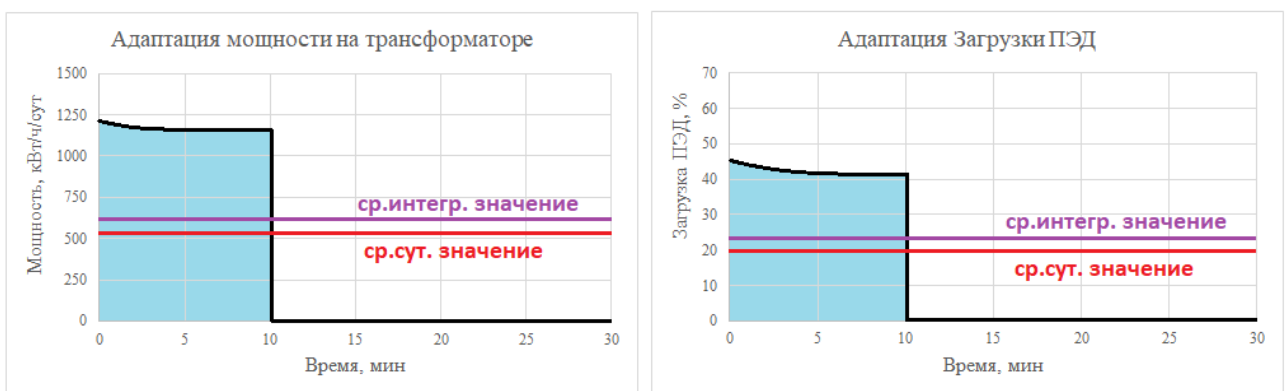 Адаптация мощности на трансформаторе
Мощность, кВт/ч/сут
1500
1250
1000
750
500
250
0
ср.интегр. значение
ср.сут. значение
0 5 10 15 20 25 30
Время, мин
Адаптация Загрузки ПЭД
Загрузка ПЭД, %
70
60
50
40
30
20
10
0
ср.интегр. значение
ср.сут. значение
0 5 10 15 20 25 30
Время, мин